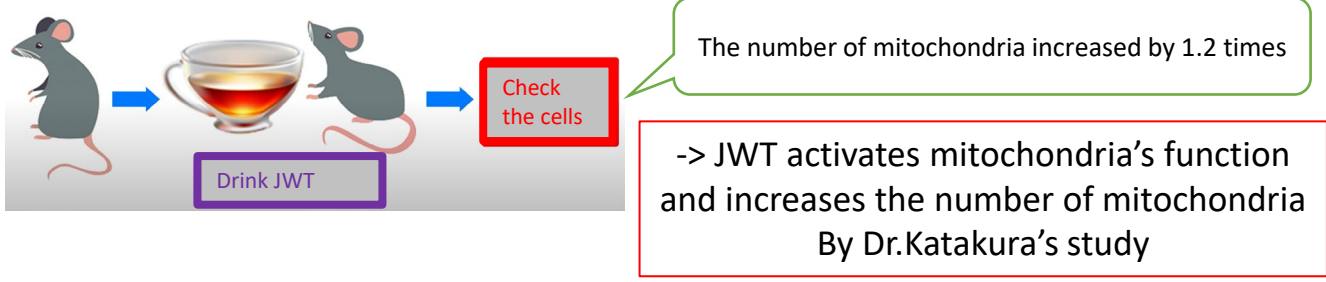 Drink JWT
Check
the cells
The number of mitochondria increased by 1.2 times
-> JWT activates mitochondria’s function
and increases the number of mitochondria
By Dr.Katakura’s study